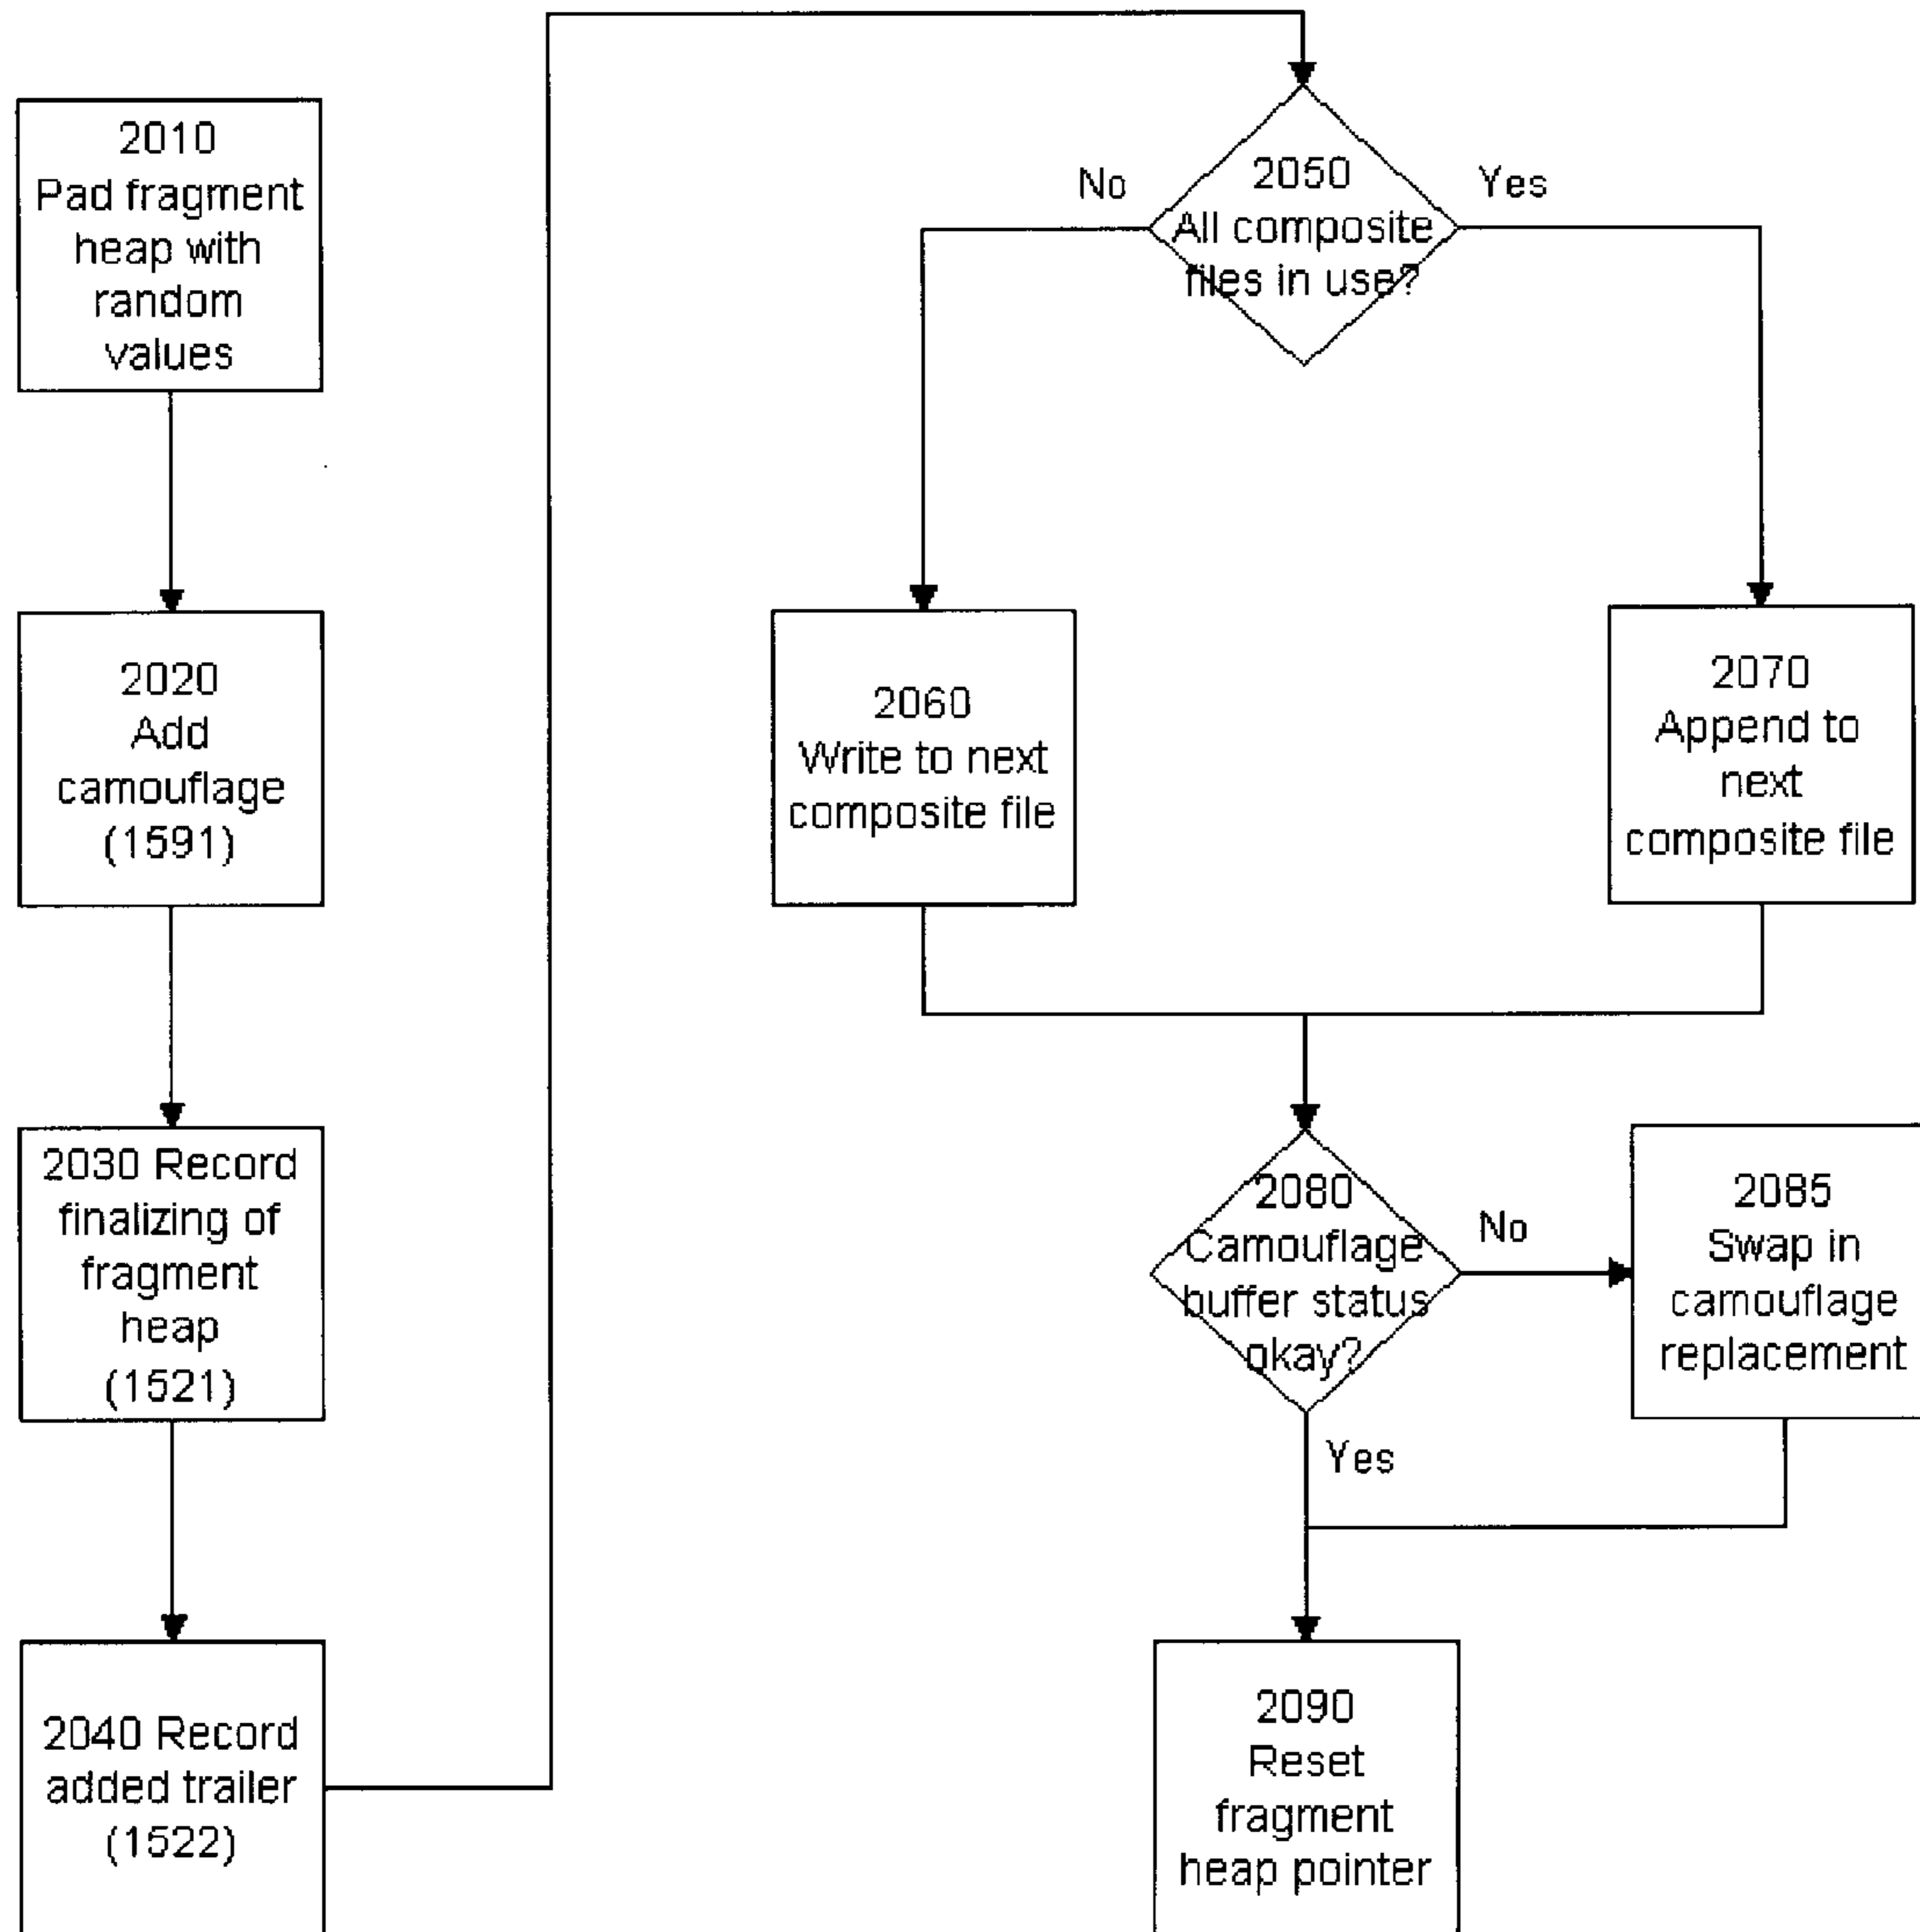 2010
Pad fragment
heap with
random
values
2020
Add
camouflage
(1591)
2030 Record
finalizing of
fragment
heap
(1521)
2040 Record
added trailer
(1522)
No
2050
All composite
files in use?
Yes
2060
Write to next
composite file
2070
Append to
next
composite file
2080
Camouflage
buffer status
okay?
No
2085
Swap in
camouflage
replacement
Yes
2090
Reset
fragment
heap pointer